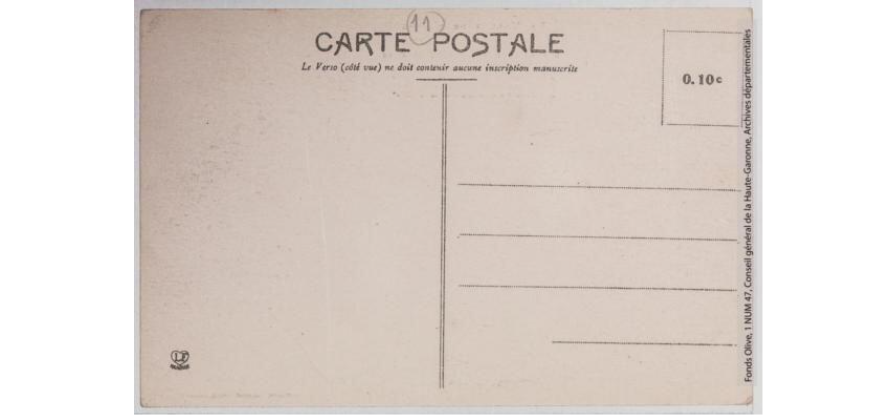 11
CARTE POSTALE
Le Verso (côté vue) ne doit contenir aucune inscription manuscrite
0.10c
Fonds Olive, 1 NUM 47, Conseil général de la Haute-Garonne, Archives départementales